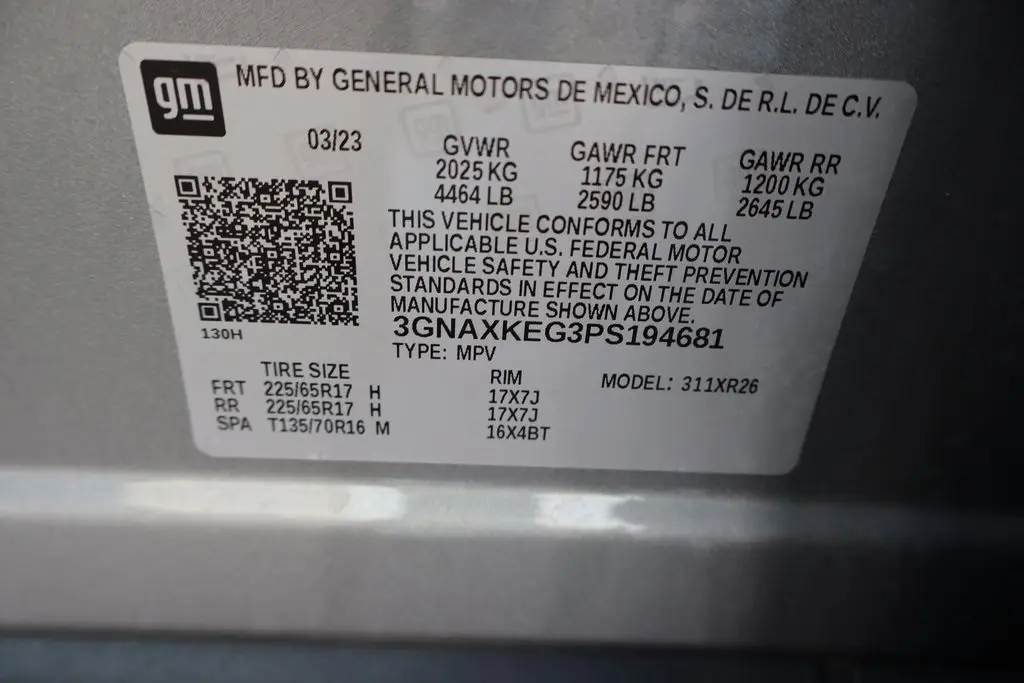 gm MFD BY GENERAL MOTORS DE MEXICO, S. DE R.L. DE C.V.
03/23 GVWR GAWR FRT GAWR RR
2025 KG 1175 KG 1200 KG
4464 LB 2590 LB 2645 LB
THIS VEHICLE CONFORMS TO ALL
APPLICABLE U.S. FEDERAL MOTOR
VEHICLE SAFETY AND THEFT PREVENTION
STANDARDS IN EFFECT ON THE DATE OF
MANUFACTURE SHOWN ABOVE.
130H 3GNAXKEG3PS194681
TYPE: MPV
TIRE SIZE RIM MODEL: 311XR26
FRT 225/65R17 H 17X7J
RR 225/65R17 H 17X7J
SPA T135/70R16 M 16X4BT